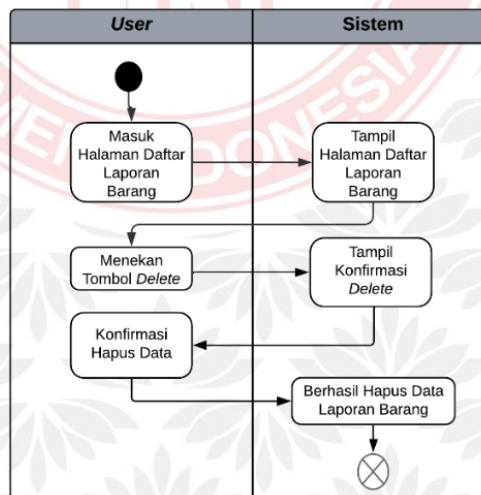 User
Sistem
Masuk
Halaman Daftar
Laporan
Barang
Tampil
Halaman Daftar
Laporan
Barang
Menekan
Tombol Delete
Tampil
Konfirmasi
Delete
Konfirmasi
Hapus Data
Berhasil Hapus Data
Laporan Barang